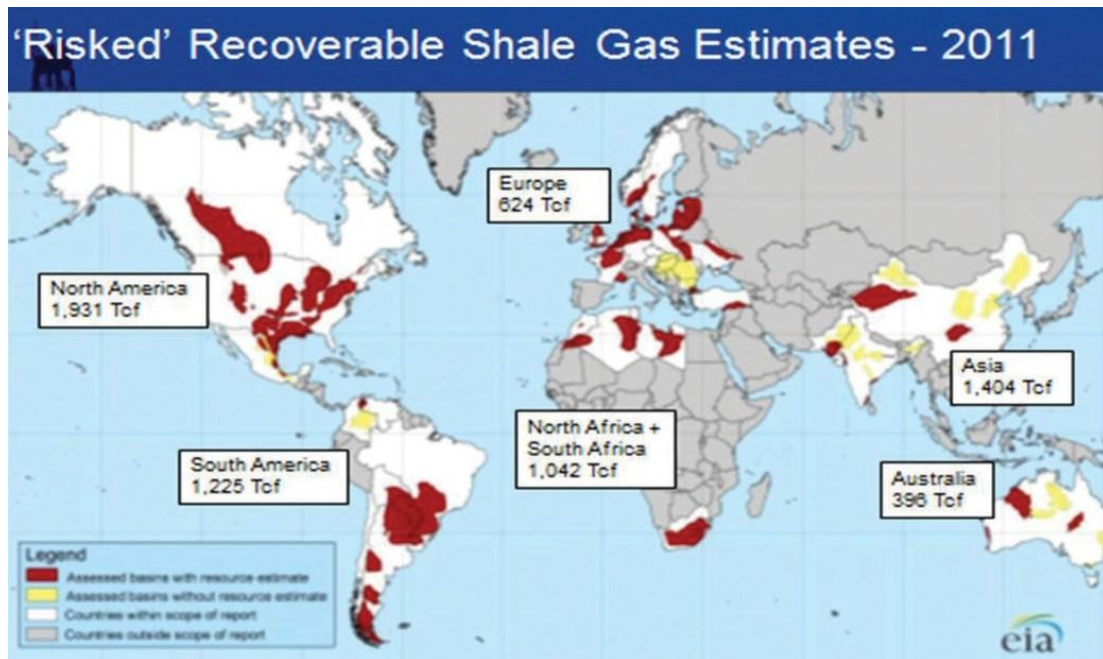 ‘Risked’ Recoverable Shale Gas Estimates - 2011
Europe
624 Tcf
North America
1,931 Tcf
Asia
1,404 Tcf
North Africa +
South Africa
1,042 Tcf
South America
1,225 Tcf
Australia
396 Tcf
Legend
Assessed basins with resource estimate
Assessed basins without resource estimate
Countries within scope of report
Countries outside scope of report
eia